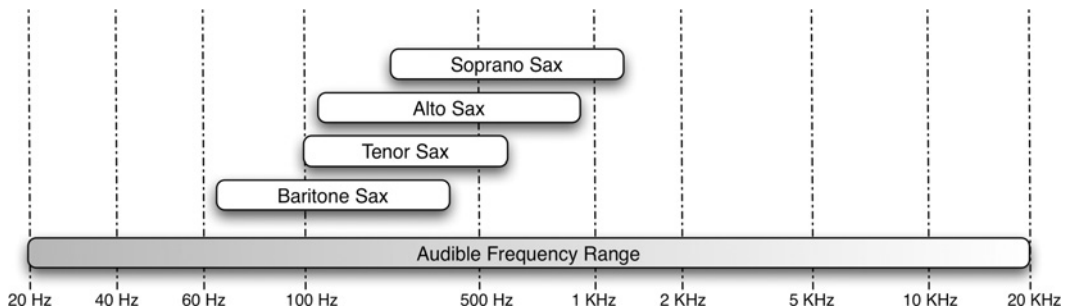 Soprano Sax
Alto Sax
Tenor Sax
Baritone Sax
Audible Frequency Range
20 Hz 40 Hz 60 Hz 100 Hz 500 Hz 1 KHz 2 KHz 5 KHz 10 KHz 20 KHz